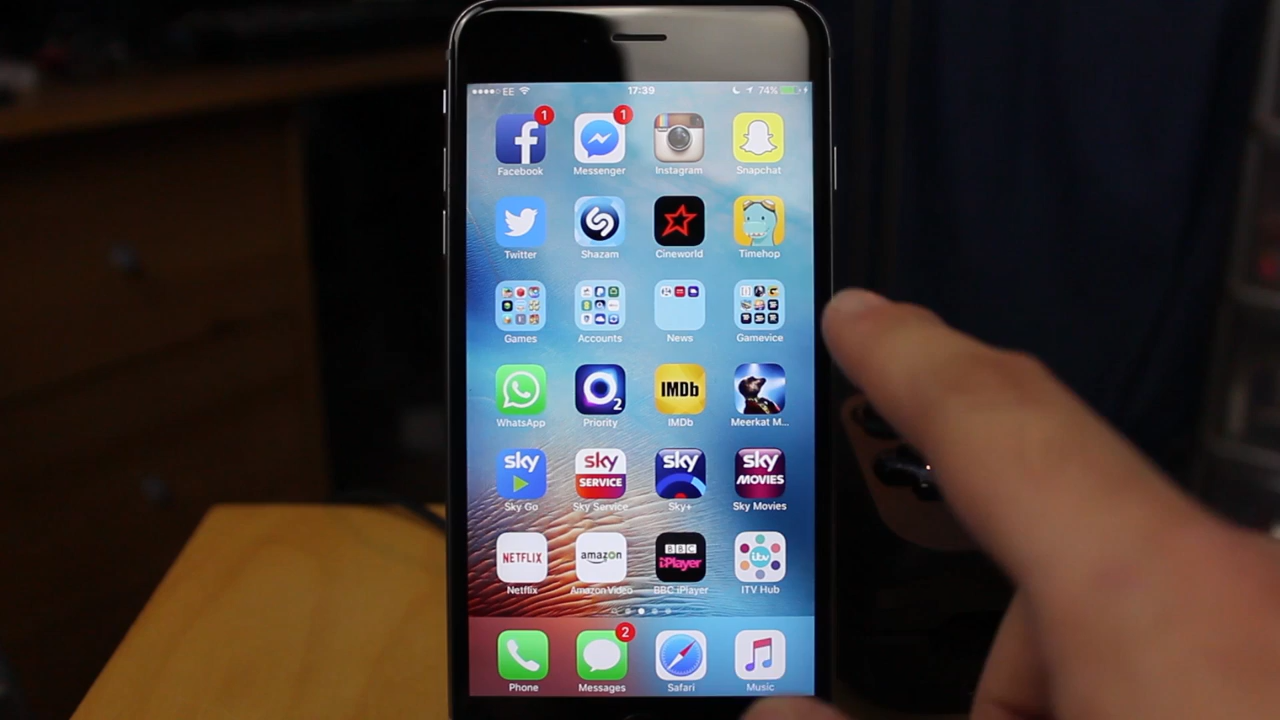 EE 17:39 74%
1 1
Facebook Messenger Instagram Snapchat
Twitter Shazam Cineworld Timehop
Games Accounts News Gamevice
O2 IMDb
WhatsApp Priority IMDb Meerkat M...
sky sky sky sky
SERVICE MOVIES
Sky Go Sky Service Sky+ Sky Movies
NETFLIX amazon BBC iPlayer itv
Netflix Amazon Video BBC iPlayer ITV Hub
2
Phone Messages Safari Music